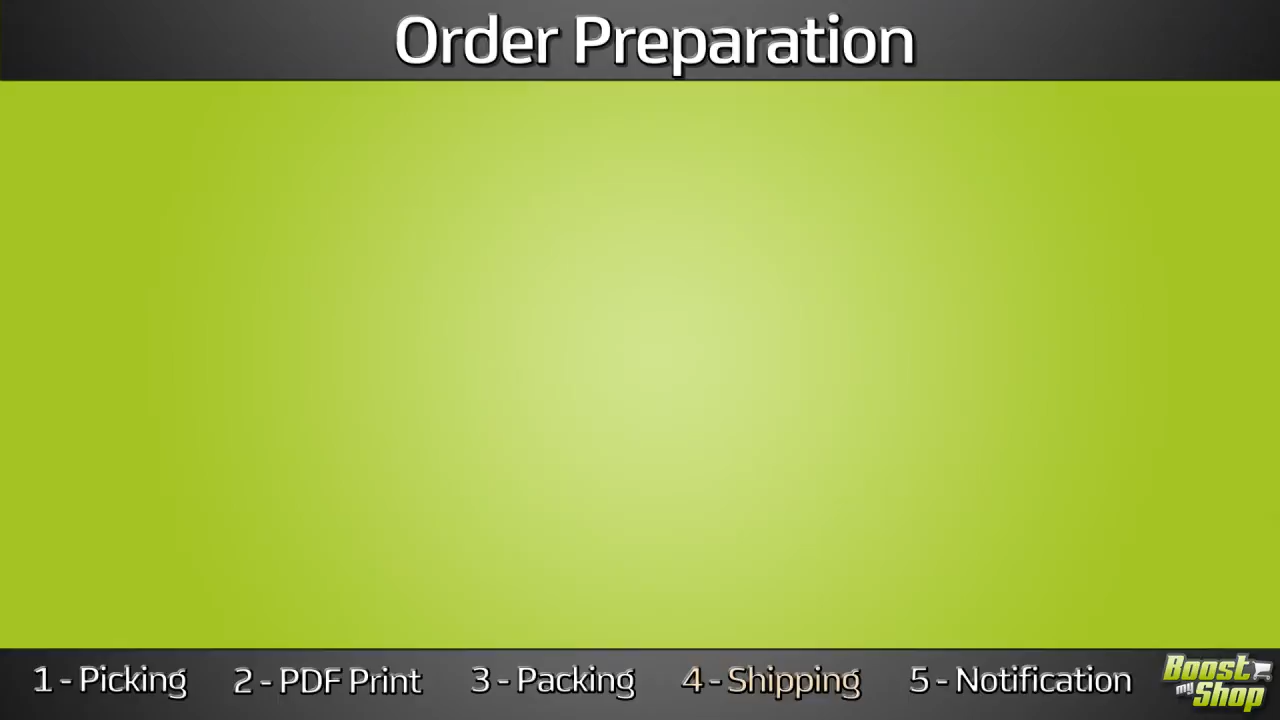 Order Preparation
1 - Picking 2 - PDF Print 3 - Packing 4 - Shipping 5 - Notification
Boost
my Shop